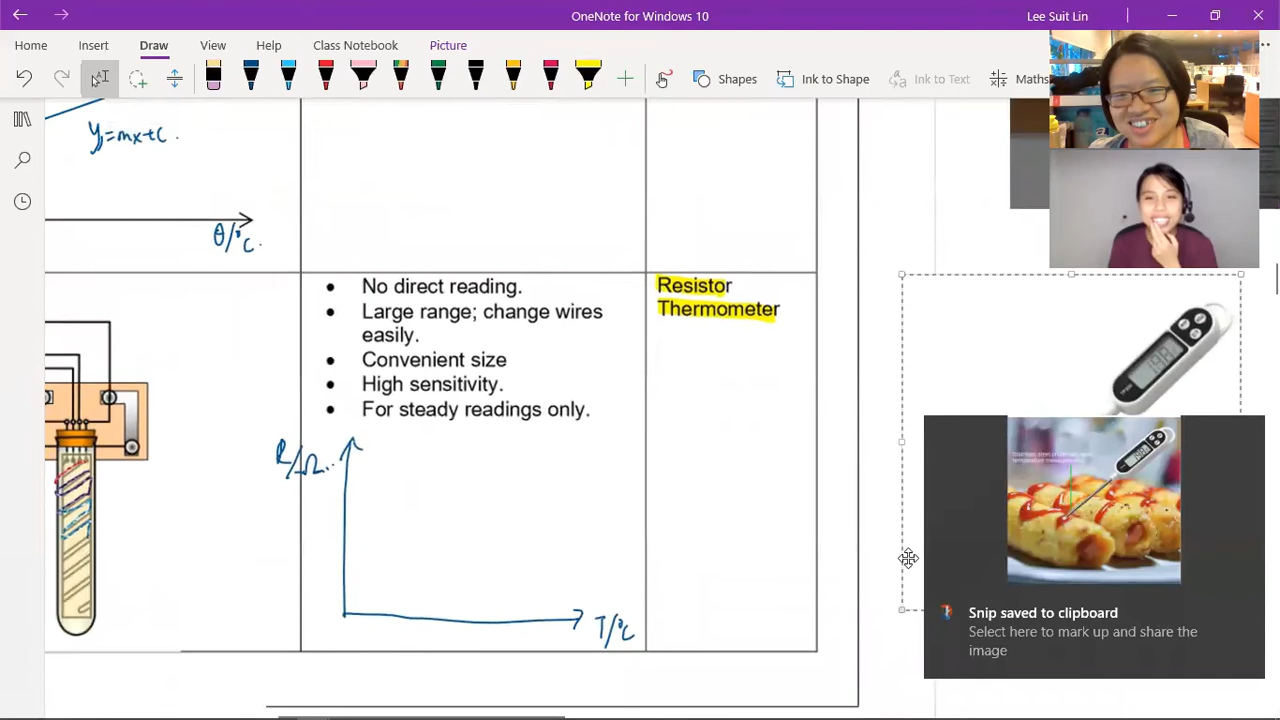 OneNote for Windows 10
Lee Suit Lin
Home
Insert
Draw
View
Help
Class Notebook
Picture
Shapes
Ink to Shape
Ink to Text
Maths
y=mx+c.
θ/°C.
• No direct reading.
• Large range; change wires
easily.
• Convenient size
• High sensitivity.
• For steady readings only.
Resistor
Thermometer
R/Ω
T/°C
Snip saved to clipboard
Select here to mark up and share the
image